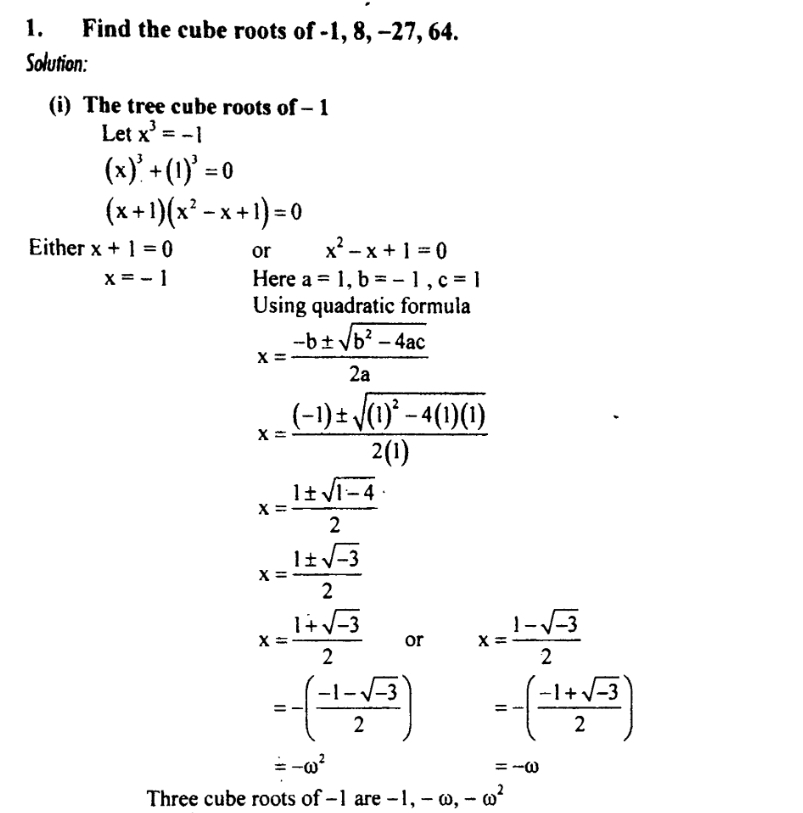 1. Find the cube roots of -1, 8, –27, 64.
Solution:
(i) The tree cube roots of – 1
Let x³ = –1
(x)³ + (1)³ = 0
(x+1)(x² – x +1) = 0
Either x + 1 = 0 or x² – x + 1 = 0
x = – 1 Here a = 1, b = – 1 , c = 1
Using quadratic formula
x = (–b ± √(b² – 4ac)) / 2a
x = ((–1) ± √((1)² – 4(1)(1))) / 2(1)
x = (1 ± √(1 – 4)) / 2
x = (1 ± √–3) / 2
x = (1 + √–3) / 2 or x = (1 – √–3) / 2
= –((–1 – √–3) / 2) = –((–1 + √–3) / 2)
= –ω² = –ω
Three cube roots of –1 are –1, – ω, – ω²